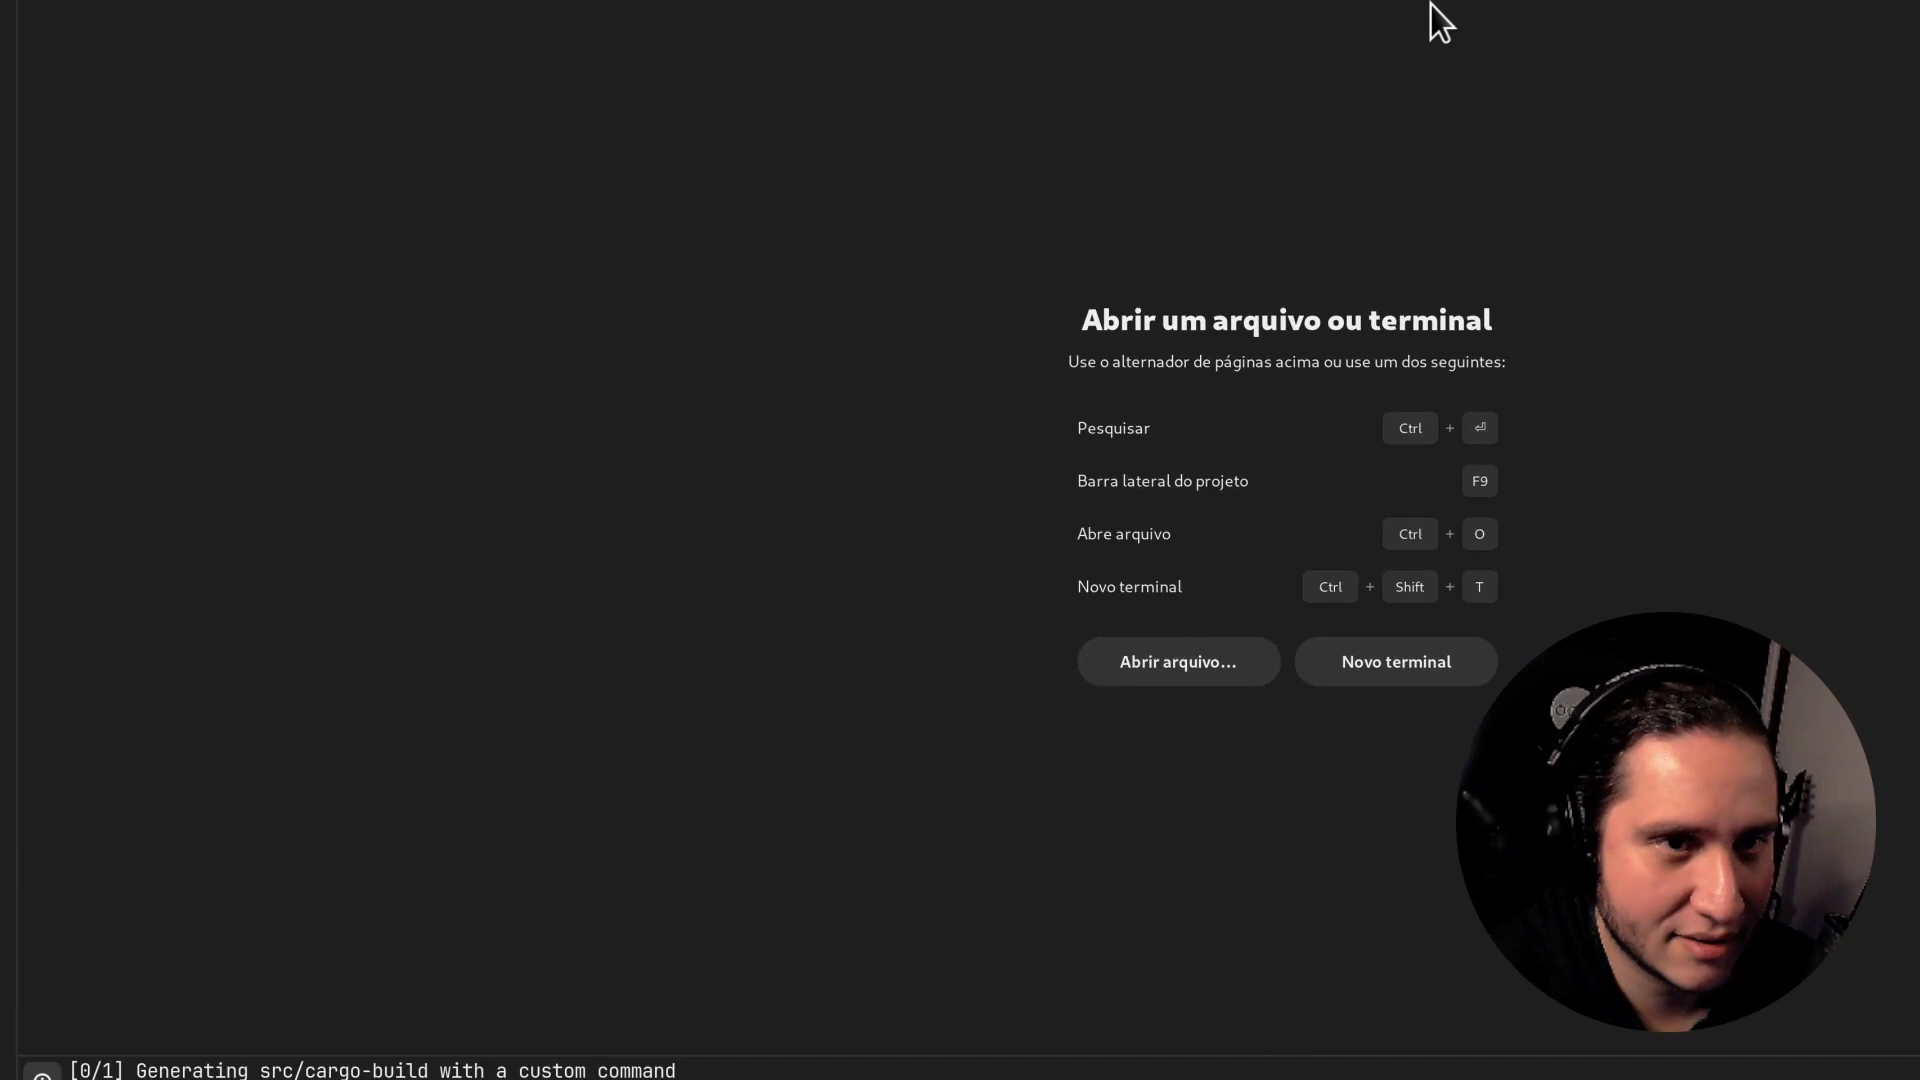 Abrir um arquivo ou terminal
Use o alternador de páginas acima ou use um dos seguintes:
Pesquisar Ctrl + ⏎
Barra lateral do projeto F9
Abre arquivo Ctrl + O
Novo terminal Ctrl + Shift + T
Abrir arquivo... Novo terminal
[0/1] Generating src/cargo-build with a custom command